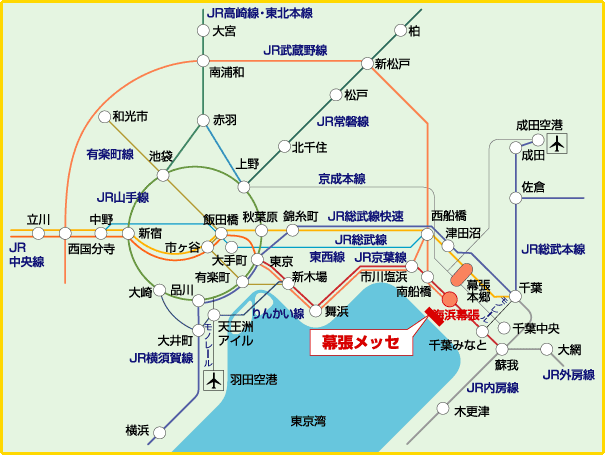 JR高崎線・東北本線
大宮
柏
JR武蔵野線
新松戸
南浦和
松戸
和光市
赤羽
JR常磐線
北千住
成田空港
有楽町線
池袋
上野
成田
京成本線
JR山手線
佐倉
立川
中野
新宿
飯田橋
秋葉原
錦糸町
JR総武線快速
西船橋
津田沼
JR
中央線
西国分寺
市ヶ谷
大手町
JR総武線
JR総武本線
東京
東西線
JR京葉線
有楽町
新木場
市川塩浜
幕張
本郷
千葉
大崎
品川
南船橋
りんかい線
舞浜
海浜幕張
千葉中央
天王洲
アイル
モノレール
大井町
幕張メッセ
千葉みなと
蘇我
大網
JR横須賀線
羽田空港
JR外房線
JR内房線
木更津
横浜
東京湾